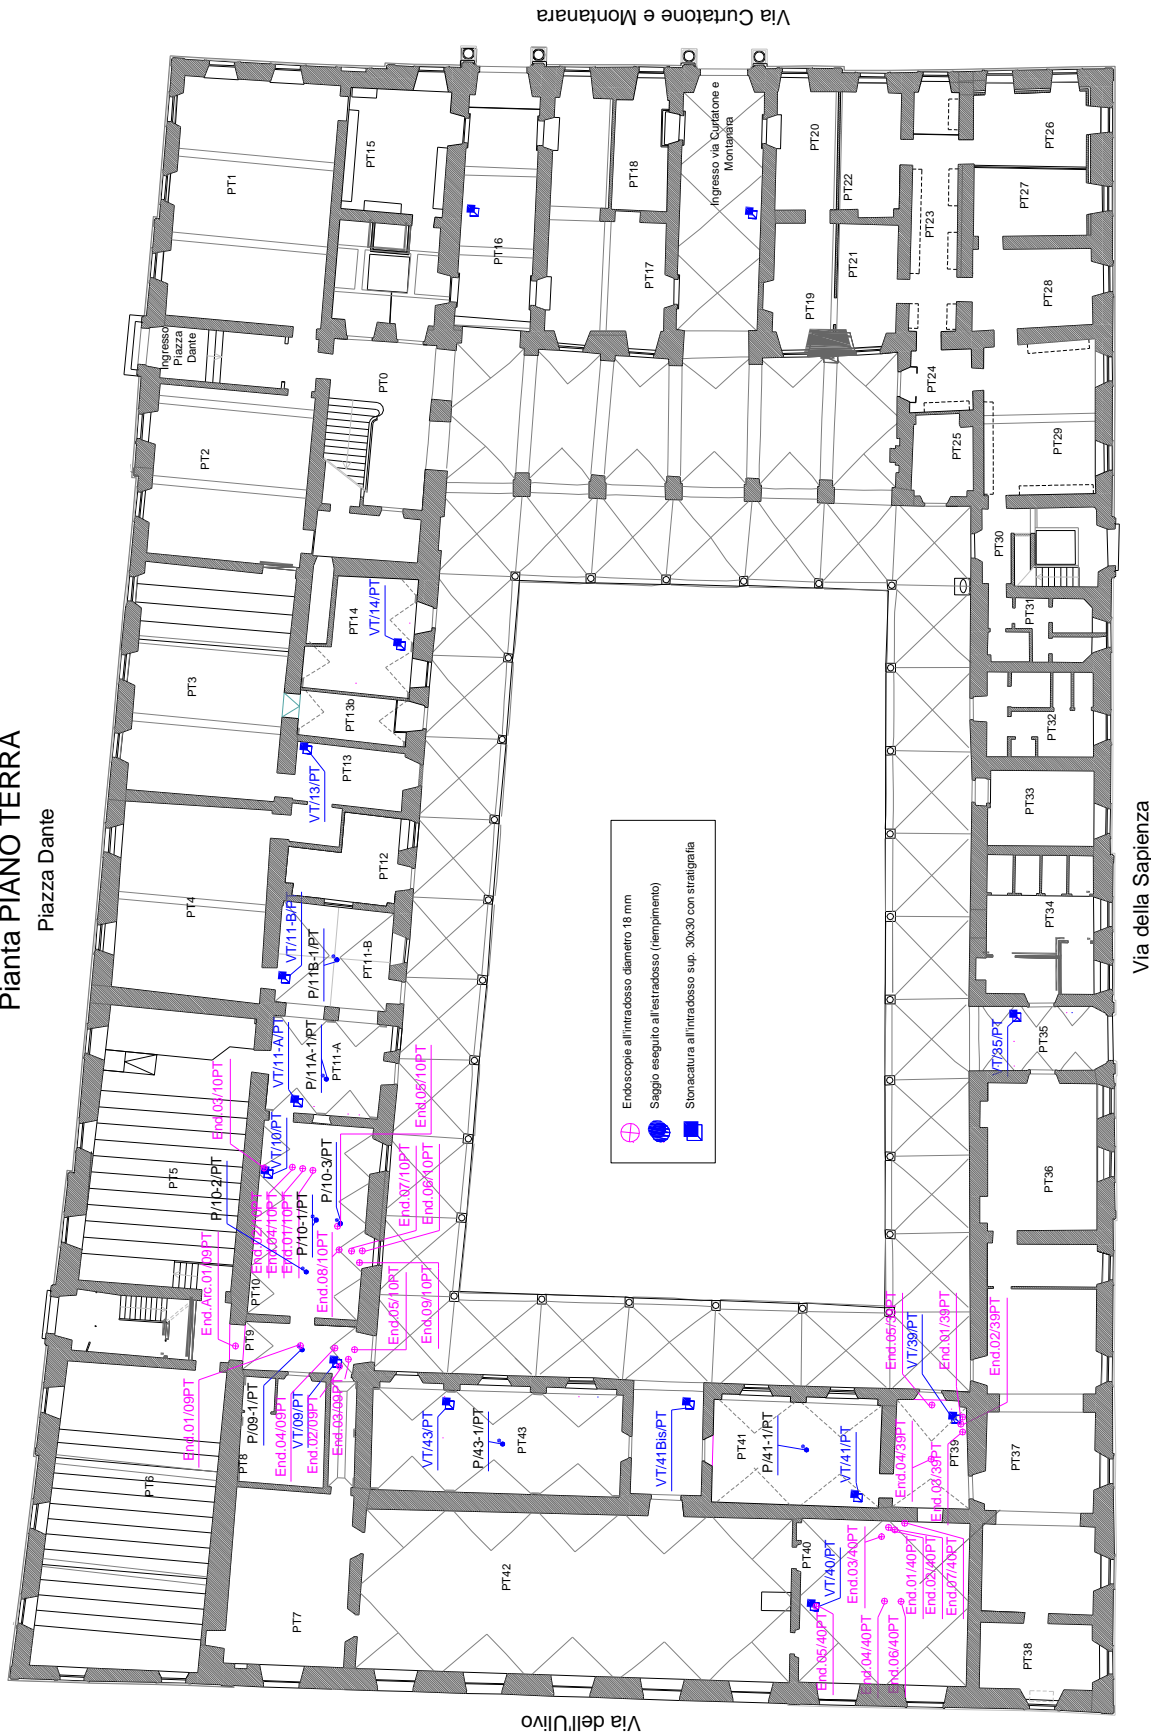 Via Curtatone e Montanara
Pianta PIANO TERRA
Piazza Dante
Via della Sapienza
Via dell'Ulivo
Ingresso
Piazza
Dante
Ingresso via Curtatone e
Montanara
PT1
PT15
PT16
PT18
PT17
PT20
PT22
PT19
PT21
PT23
PT26
PT27
PT28
PT24
PT25
PT29
PT2
PT0
PT30
PT31
PT32
PT33
PT34
PT35
VT/35/PT
PT36
PT3
PT14
VT/14/PT
PT13b
PT13
VT/13/PT
PT12
PT4
VT/11-B/PT
P/11B-1/PT
PT11-B
VT/11-A/PT
P/11A-1/PT
PT11-A
Endoscopie all'intradosso diametro 18 mm
Saggio eseguito all'estradosso (riempimento)
Stonacatura all'intradosso sup. 30x30 con stratigrafia
PT5
End.03/10PT
VT/10/PT
P/10-2/PT
End.02/10PT
End.04/10PT
End.01/10PT
P/10-1/PT
P/10-3/PT
End.05/10PT
End.07/10PT
End.06/10PT
End.08/10PT
End.05/10PT
End.09/10PT
PT10
PT9
End.Arc.01/09PT
End.01/09PT
P/09-1/PT
End.04/09PT
VT/09/PT
End.02/09PT
End.03/09PT
PT8
PT6
PT7
VT/43/PT
P/43-1/PT
PT43
VT/41Bis/PT
PT41
P/41-1/PT
VT/41/PT
End.05/39PT
VT/39/PT
End.01/39PT
End.02/39PT
End.04/39PT
End.03/39PT
PT39
PT37
PT42
PT40
VT/40/PT
End.03/40PT
End.01/40PT
End.02/40PT
End.07/40PT
End.05/40PT
End.04/40PT
End.06/40PT
PT38